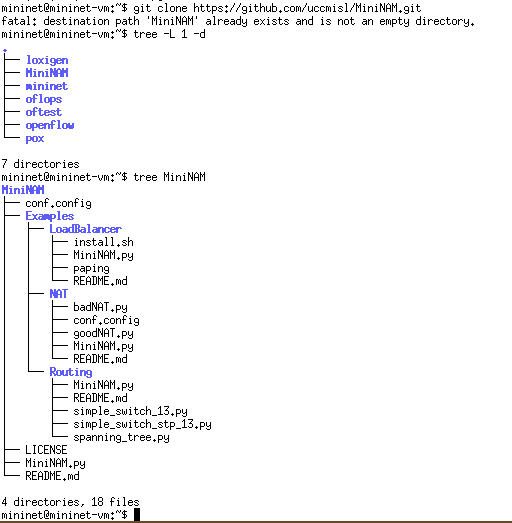 mininet@mininet-vm:~$ git clone https://github.com/uccmisl/MiniNAM.git
fatal: destination path 'MiniNAM' already exists and is not an empty directory.
mininet@mininet-vm:~$ tree -L 1 -d
.
├── loxigen
├── MiniNAM
├── mininet
├── oflops
├── oftest
├── openflow
└── pox

7 directories
mininet@mininet-vm:~$ tree MiniNAM
MiniNAM
├── conf.config
├── Examples
│   ├── LoadBalancer
│   │   ├── install.sh
│   │   ├── MiniNAM.py
│   │   ├── paping
│   │   └── README.md
│   ├── NAT
│   │   ├── badNAT.py
│   │   ├── conf.config
│   │   ├── goodNAT.py
│   │   ├── MiniNAM.py
│   │   └── README.md
│   └── Routing
│       ├── MiniNAM.py
│       ├── README.md
│       ├── simple_switch_13.py
│       ├── simple_switch_stp_13.py
│       └── spanning_tree.py
├── LICENSE
├── MiniNAM.py
└── README.md

4 directories, 18 files
mininet@mininet-vm:~$